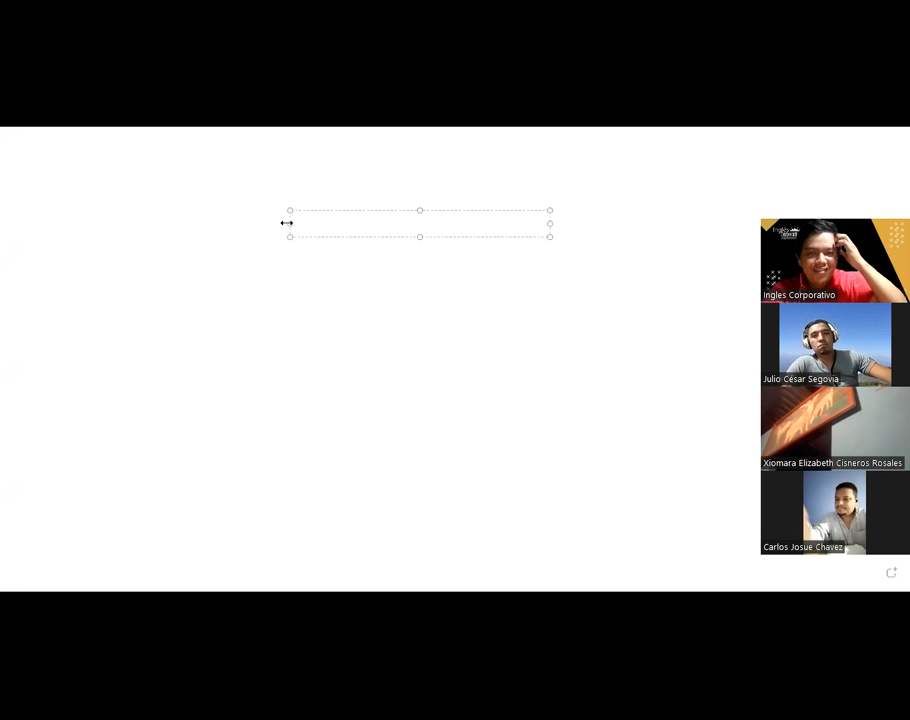 Ingles Corporativo
Julio César Segovia
Xiomara Elizabeth Cisneros Rosales
Carlos Josue Chavez